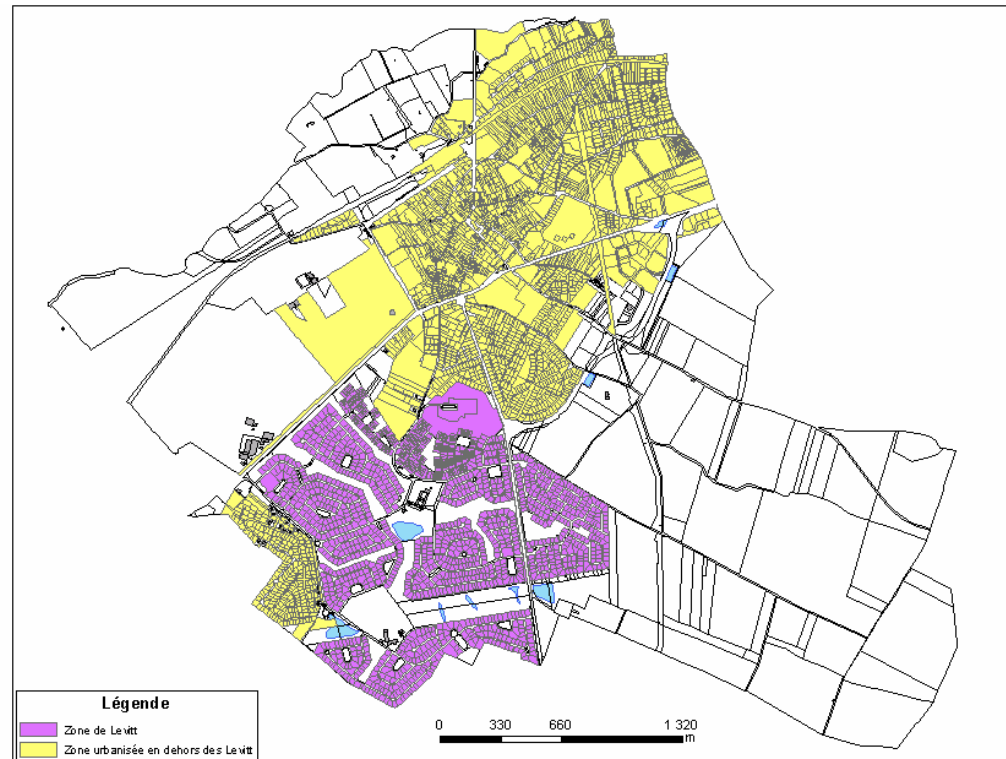 Légende
Zone de Levitt
Zone urbanisée en dehors des Levitt
0 330 660 1 320
m